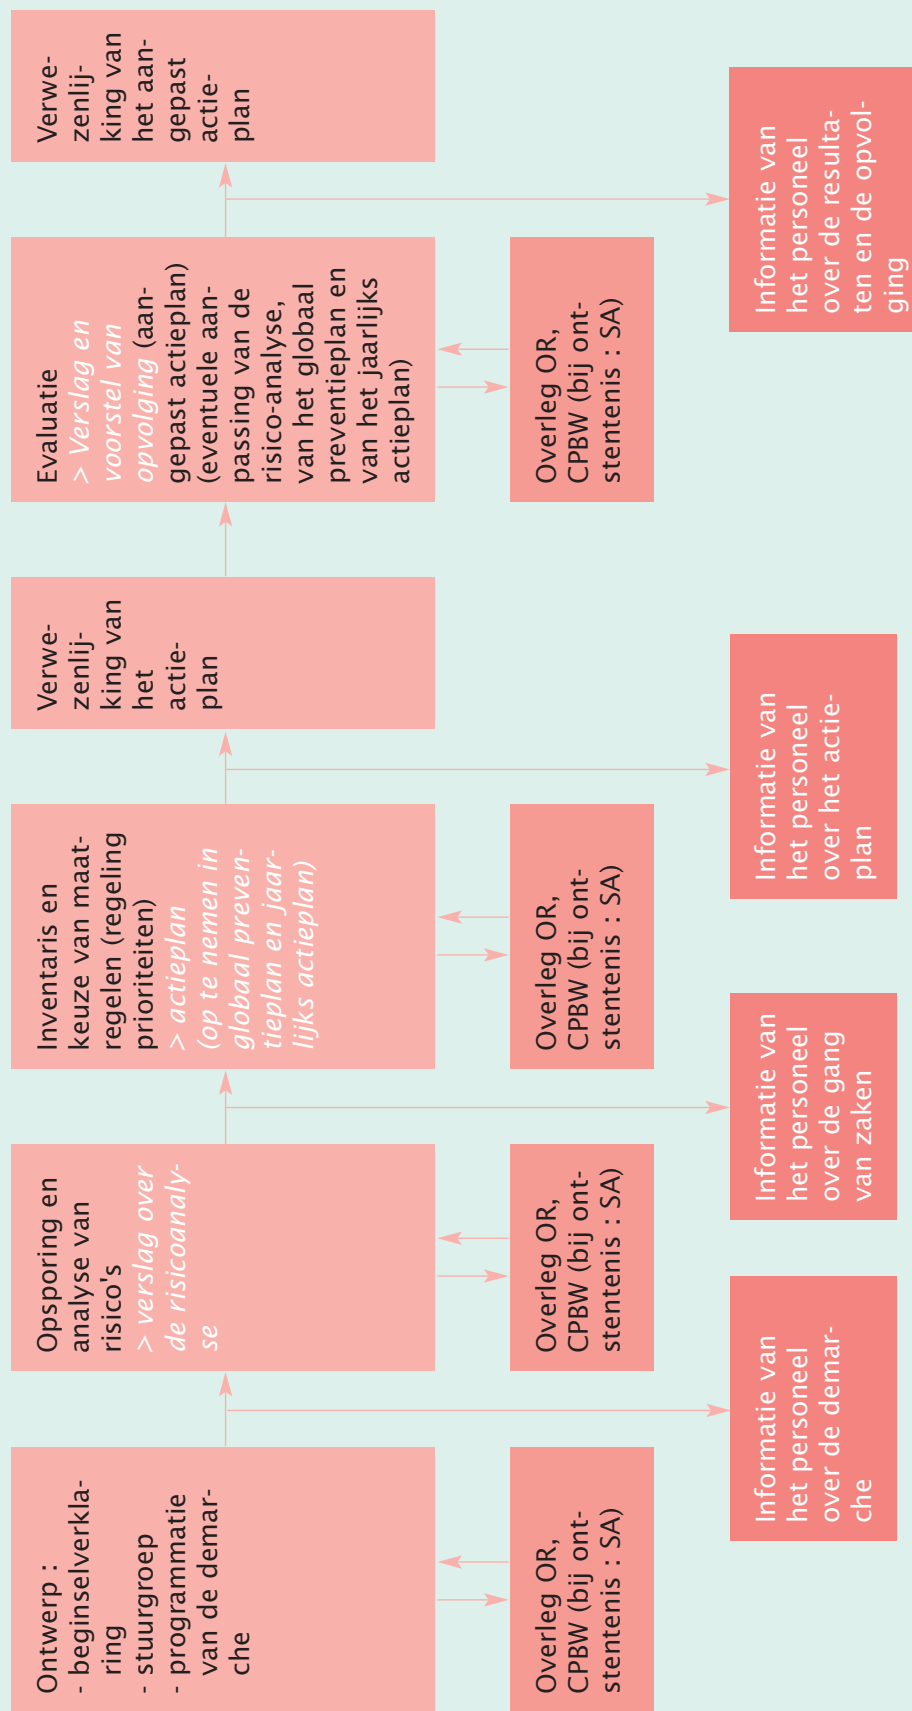 Ontwerp :
- beginselverkla-
ring
- stuurgroep
- programmatie
van de demar-
che
Opsporing en
analyse van
risico's
> verslag over
de risicoanaly-
se
Inventaris en
keuze van maat-
regelen (regeling
prioriteiten)
> actieplan
(op te nemen in
globaal preven-
tieplan en jaar-
lijks actieplan)
Verwe-
zenlij-
king van
het
actie-
plan
Evaluatie
> Verslag en
voorstel van
opvolging (aan-
gepast actieplan)
(eventuele aan-
passing van de
risico-analyse,
van het globaal
preventieplan en
van het jaarlijks
actieplan)
Verwe-
zenlij-
king van
het aan-
gepast
actie-
plan
Overleg OR,
CPBW (bij ont-
stentenis : SA)
Overleg OR,
CPBW (bij ont-
stentenis : SA)
Overleg OR,
CPBW (bij ont-
stentenis : SA)
Overleg OR,
CPBW (bij ont-
stentenis : SA)
Informatie van
het personeel
over de demar-
che
Informatie van
het personeel
over de gang
van zaken
Informatie van
het personeel
over het actie-
plan
Informatie van
het personeel
over de resulta-
ten en de opvol-
ging